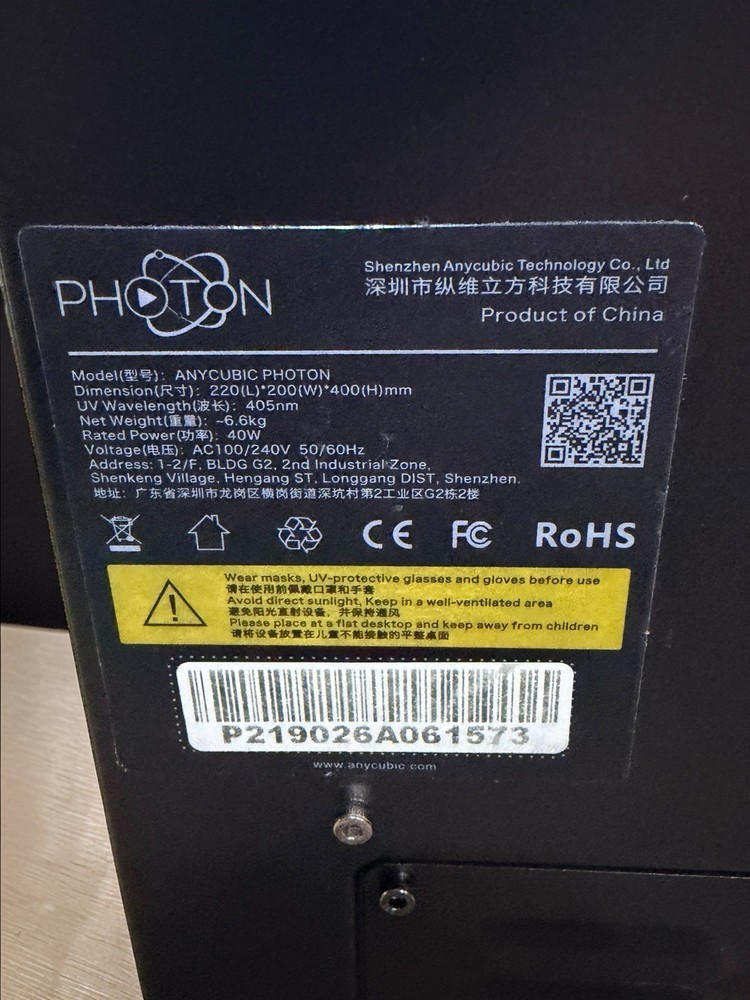 PHOTON
Shenzhen Anycubic Technology Co., Ltd
深圳市纵维立方科技有限公司
Product of China
Model(型号): ANYCUBIC PHOTON
Dimension(尺寸): 220(L)*200(W)*400(H)mm
UV Wavelength(波长): 405nm
Net Weight(重量): ~6.6kg
Rated Power(功率): 40W
Voltage(电压): AC100/240V 50/60Hz
Address: 1-2/F, BLDG G2, 2nd Industrial Zone,
Shenkeng Village, Hengang ST, Longgang DIST, Shenzhen.
地址: 广东省深圳市龙岗区横岗街道深坑村第2工业区G2栋2楼
CE FC RoHS
Wear masks, UV-protective glasses and gloves before use
请在使用前佩戴口罩和手套
Avoid direct sunlight, Keep in a well-ventilated area
避免阳光直射设备，并保持通风
Please place at a flat desktop and keep away from children
请将设备放置在儿童不能接触的平整桌面
P219026A061573
www.anycubic.com